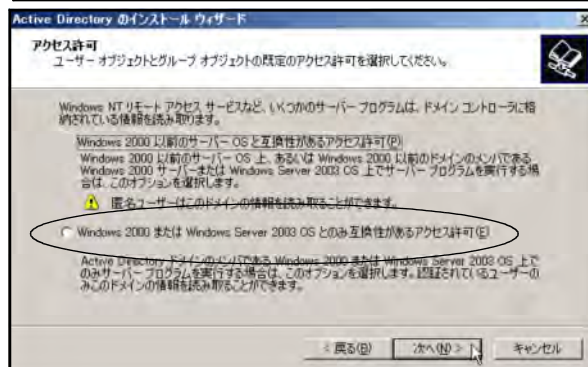 Active Directory のインストール ウィザード
アクセス許可
ユーザー オブジェクトとグループ オブジェクトの既定のアクセス許可を選択してください。
Windows NT リモート アクセス サービスなど、いくつかのサーバー プログラムは、ドメイン コントローラに格
納されている情報を読み取ります。
Windows 2000 以前のサーバー OS と互換性があるアクセス許可(P)
Windows 2000 以前のサーバー OS 上、あるいは Windows 2000 以前のドメインのメンバである
Windows 2000 サーバーまたは Windows Server 2003 OS 上でサーバー プログラムを実行する場
合は、このオプションを選択します。
匿名ユーザーはこのドメインの情報を読み取ることができます。
Windows 2000 または Windows Server 2003 OS とのみ互換性があるアクセス許可(E)
Active Directory ドメインのメンバである Windows 2000 または Windows Server 2003 OS 上で
のみサーバー プログラムを実行する場合は、このオプションを選択します。認証されているユーザーの
みこのドメインの情報を読み取ることができます。
< 戻る(B)
次へ(N) >
キャンセル